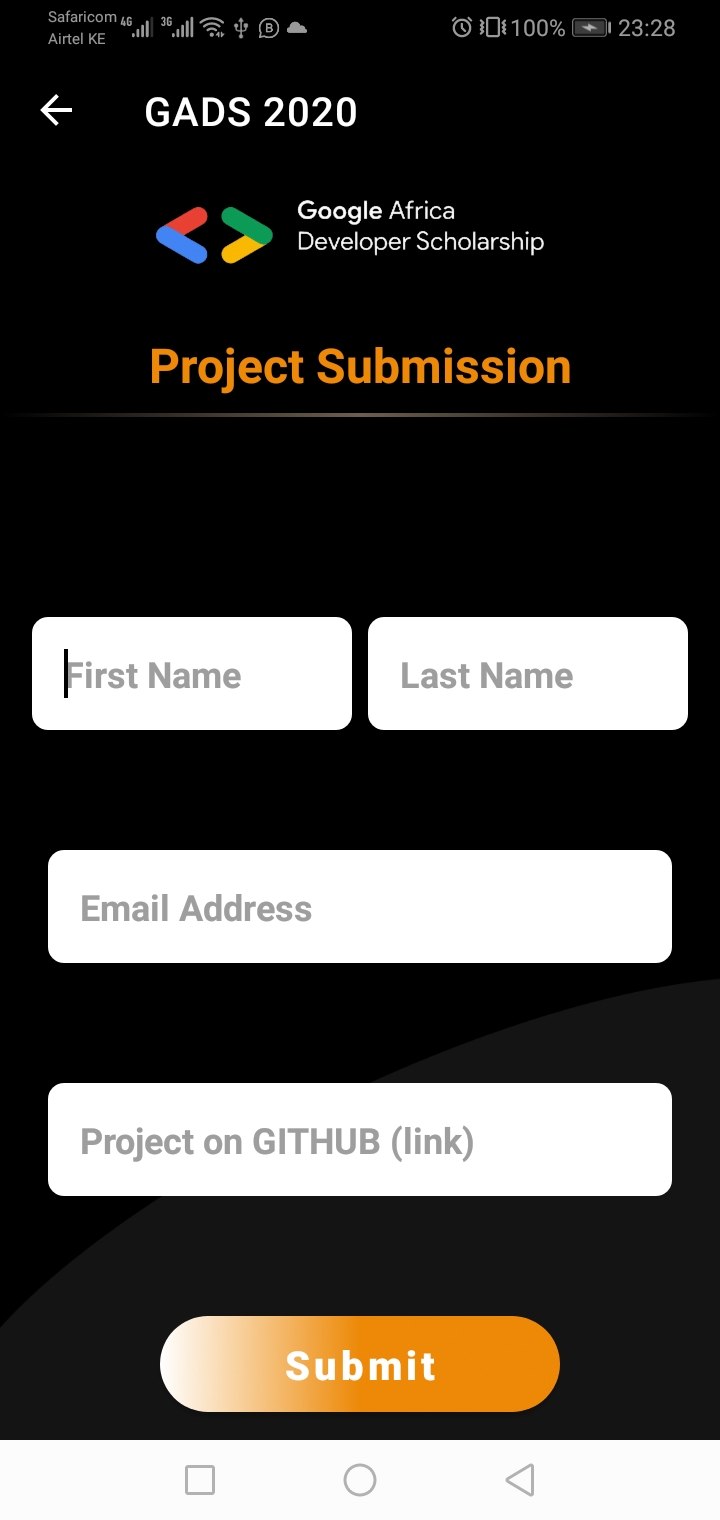 Safaricom 4G 3G B 100% 23:28
Airtel KE
GADS 2020
Google Africa
Developer Scholarship
Project Submission
First Name Last Name
Email Address
Project on GITHUB (link)
Submit